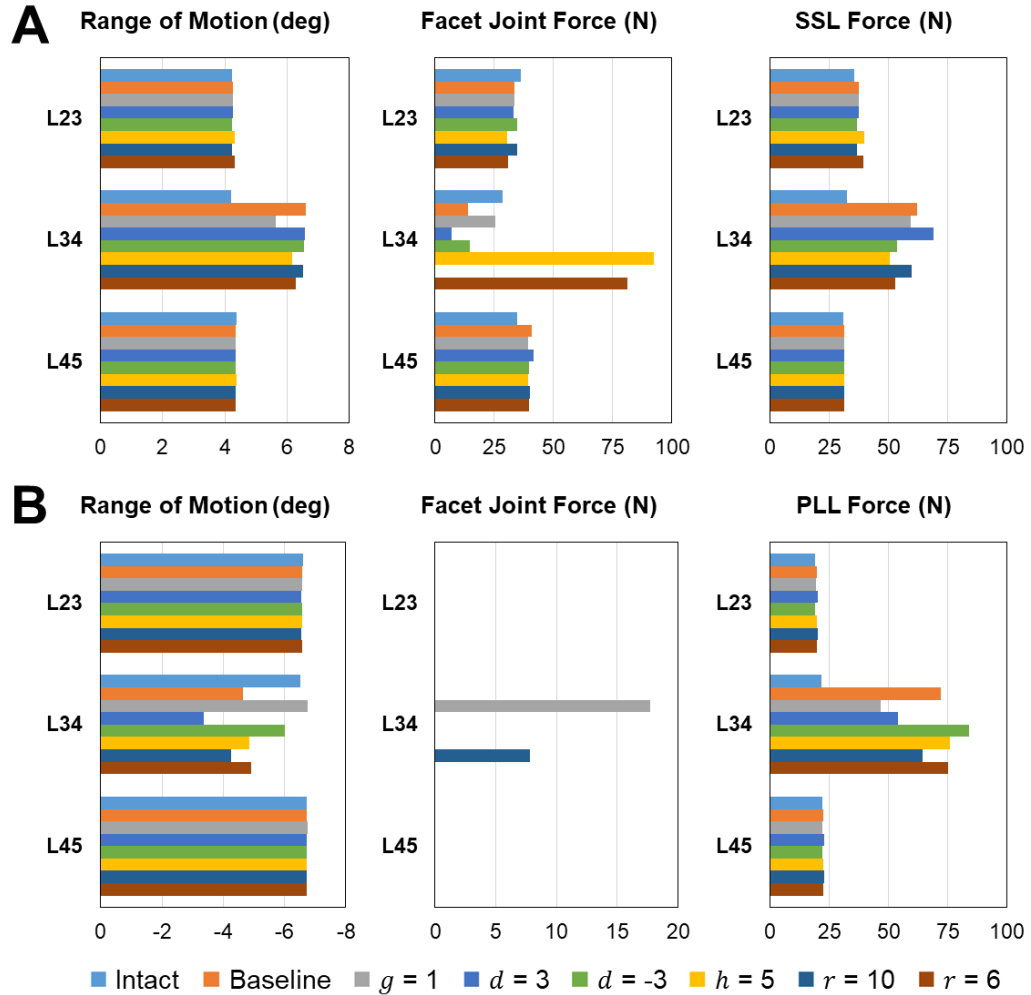 A
Range of Motion (deg) Facet Joint Force (N) SSL Force (N)
L23 L23 L23
L34 L34 L34
L45 L45 L45
0 2 4 6 8 0 25 50 75 100 0 25 50 75 100
B
Range of Motion (deg) Facet Joint Force (N) PLL Force (N)
L23 L23 L23
L34 L34 L34
L45 L45 L45
0 -2 -4 -6 -8 0 5 10 15 20 0 25 50 75 100
Intact Baseline g = 1 d = 3 d = -3 h = 5 r = 10 r = 6